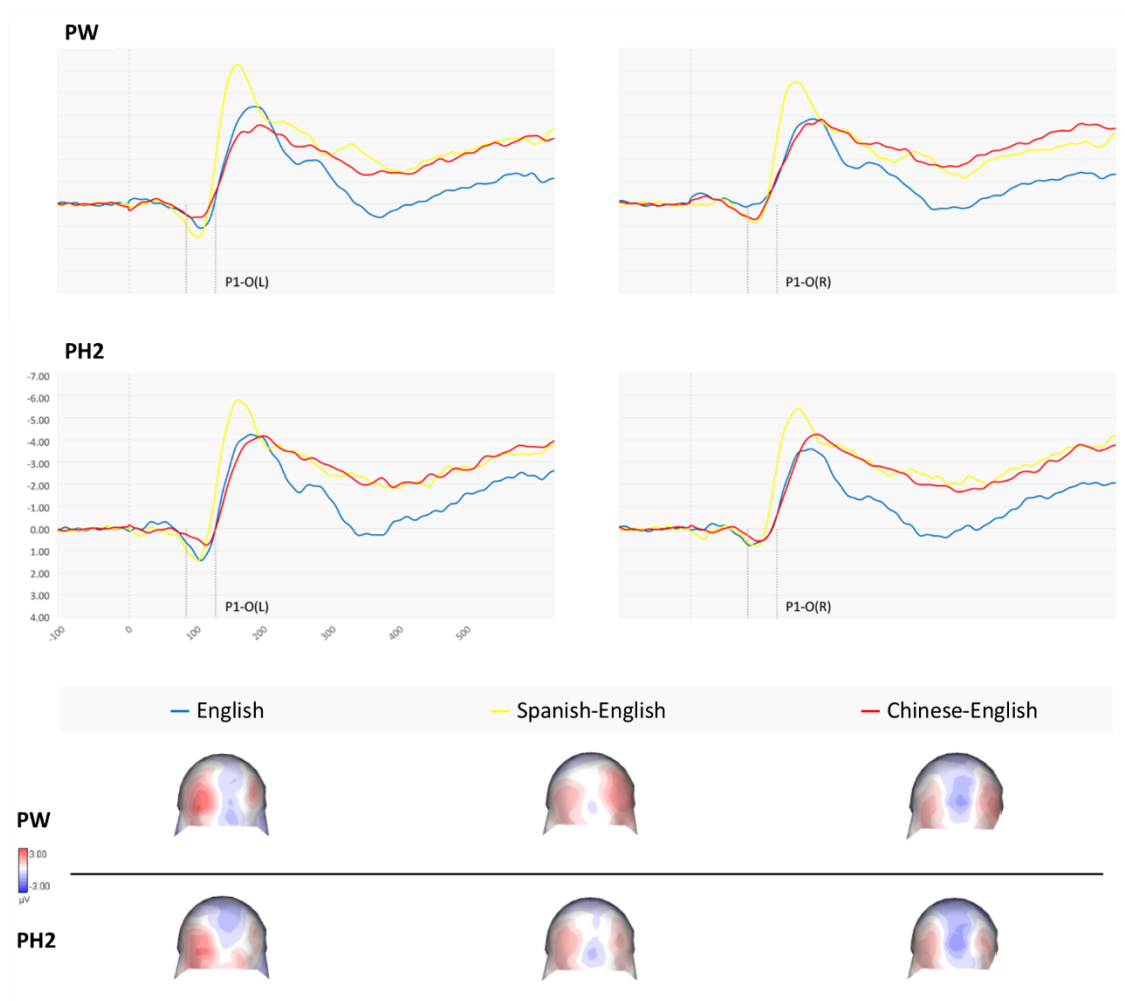 PW
P1-O(L)
P1-O(R)
PH2
-7.00
-6.00
-5.00
-4.00
-3.00
-2.00
-1.00
0.00
1.00
2.00
3.00
4.00
P1-O(L)
P1-O(R)
-100
0
100
200
300
400
500
English
Spanish-English
Chinese-English
PW
3.00
-3.00
µV
PH2